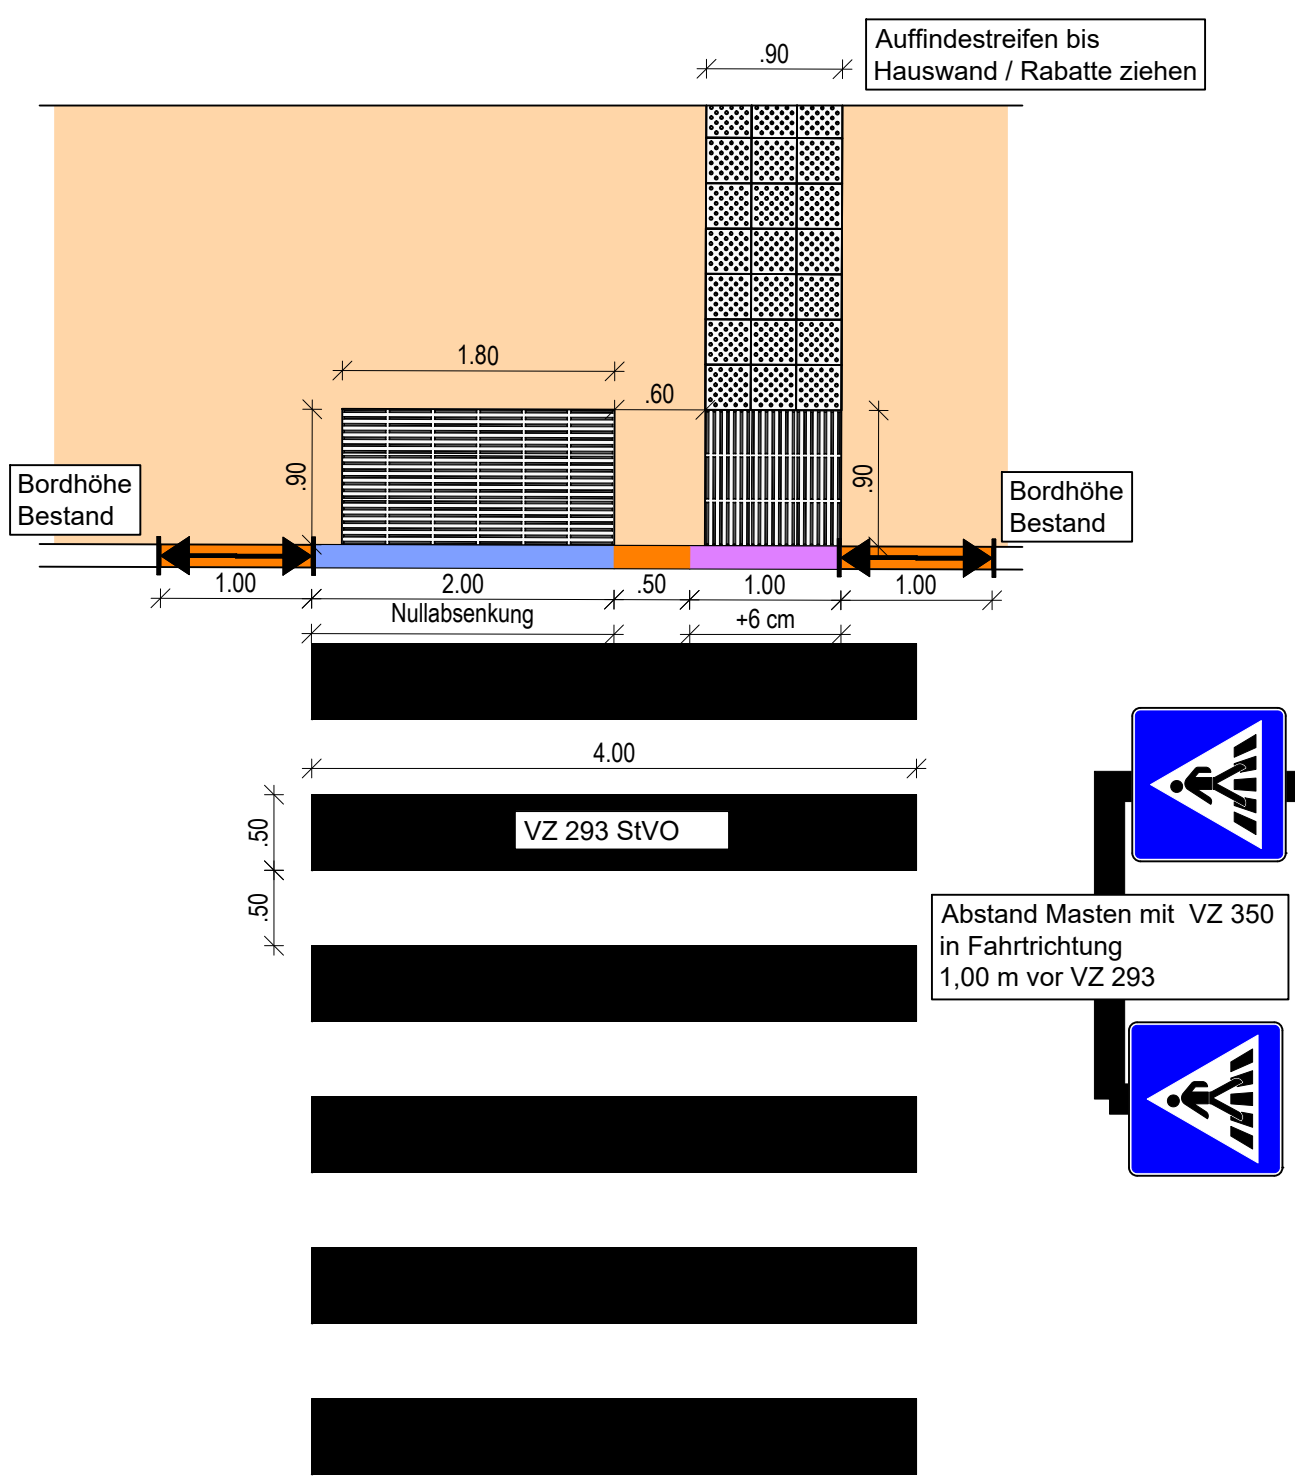 Auffindestreifen bis
Hauswand / Rabatte ziehen
.90
1.80
.60
.90
.90
Bordhöhe
Bestand
Bordhöhe
Bestand
1.00
2.00
.50
1.00
1.00
Nullabsenkung
+6 cm
4.00
.50
VZ 293 StVO
.50
Abstand Masten mit VZ 350
in Fahrtrichtung
1,00 m vor VZ 293